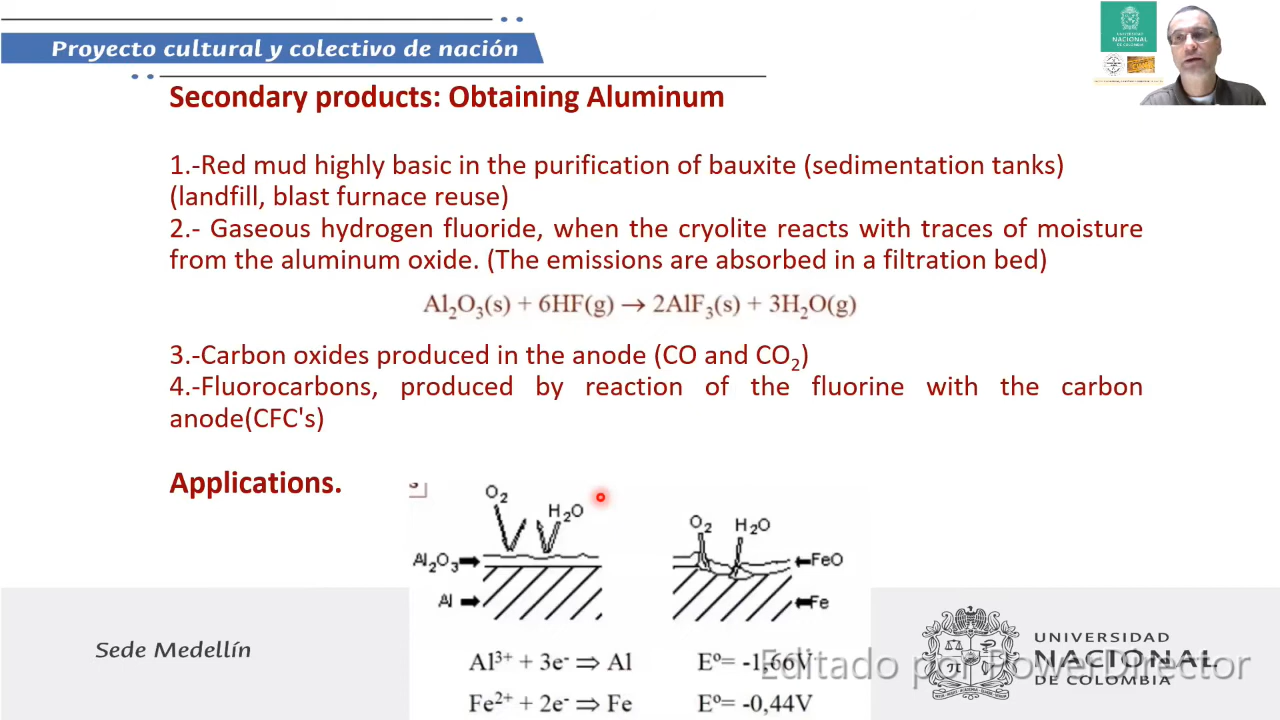 Proyecto cultural y colectivo de nación
UNIVERSIDAD
NACIONAL
DE COLOMBIA
Secondary products: Obtaining Aluminum
1.-Red mud highly basic in the purification of bauxite (sedimentation tanks)
(landfill, blast furnace reuse)
2.- Gaseous hydrogen fluoride, when the cryolite reacts with traces of moisture
from the aluminum oxide. (The emissions are absorbed in a filtration bed)
Al₂O₃(s) + 6HF(g) → 2AlF₃(s) + 3H₂O(g)
3.-Carbon oxides produced in the anode (CO and CO₂)
4.-Fluorocarbons, produced by reaction of the fluorine with the carbon
anode(CFC's)
Applications.
O₂ H₂O
O₂ H₂O
Al₂O₃
FeO
Al
Fe
Al³⁺ + 3e⁻ ⇒ Al Eº= -1,66V
Fe²⁺ + 2e⁻ ⇒ Fe Eº= -0,44V
Sede Medellín
UNIVERSIDAD
NACIONAL
DE COLOMBIA
Editado por PowerDirector